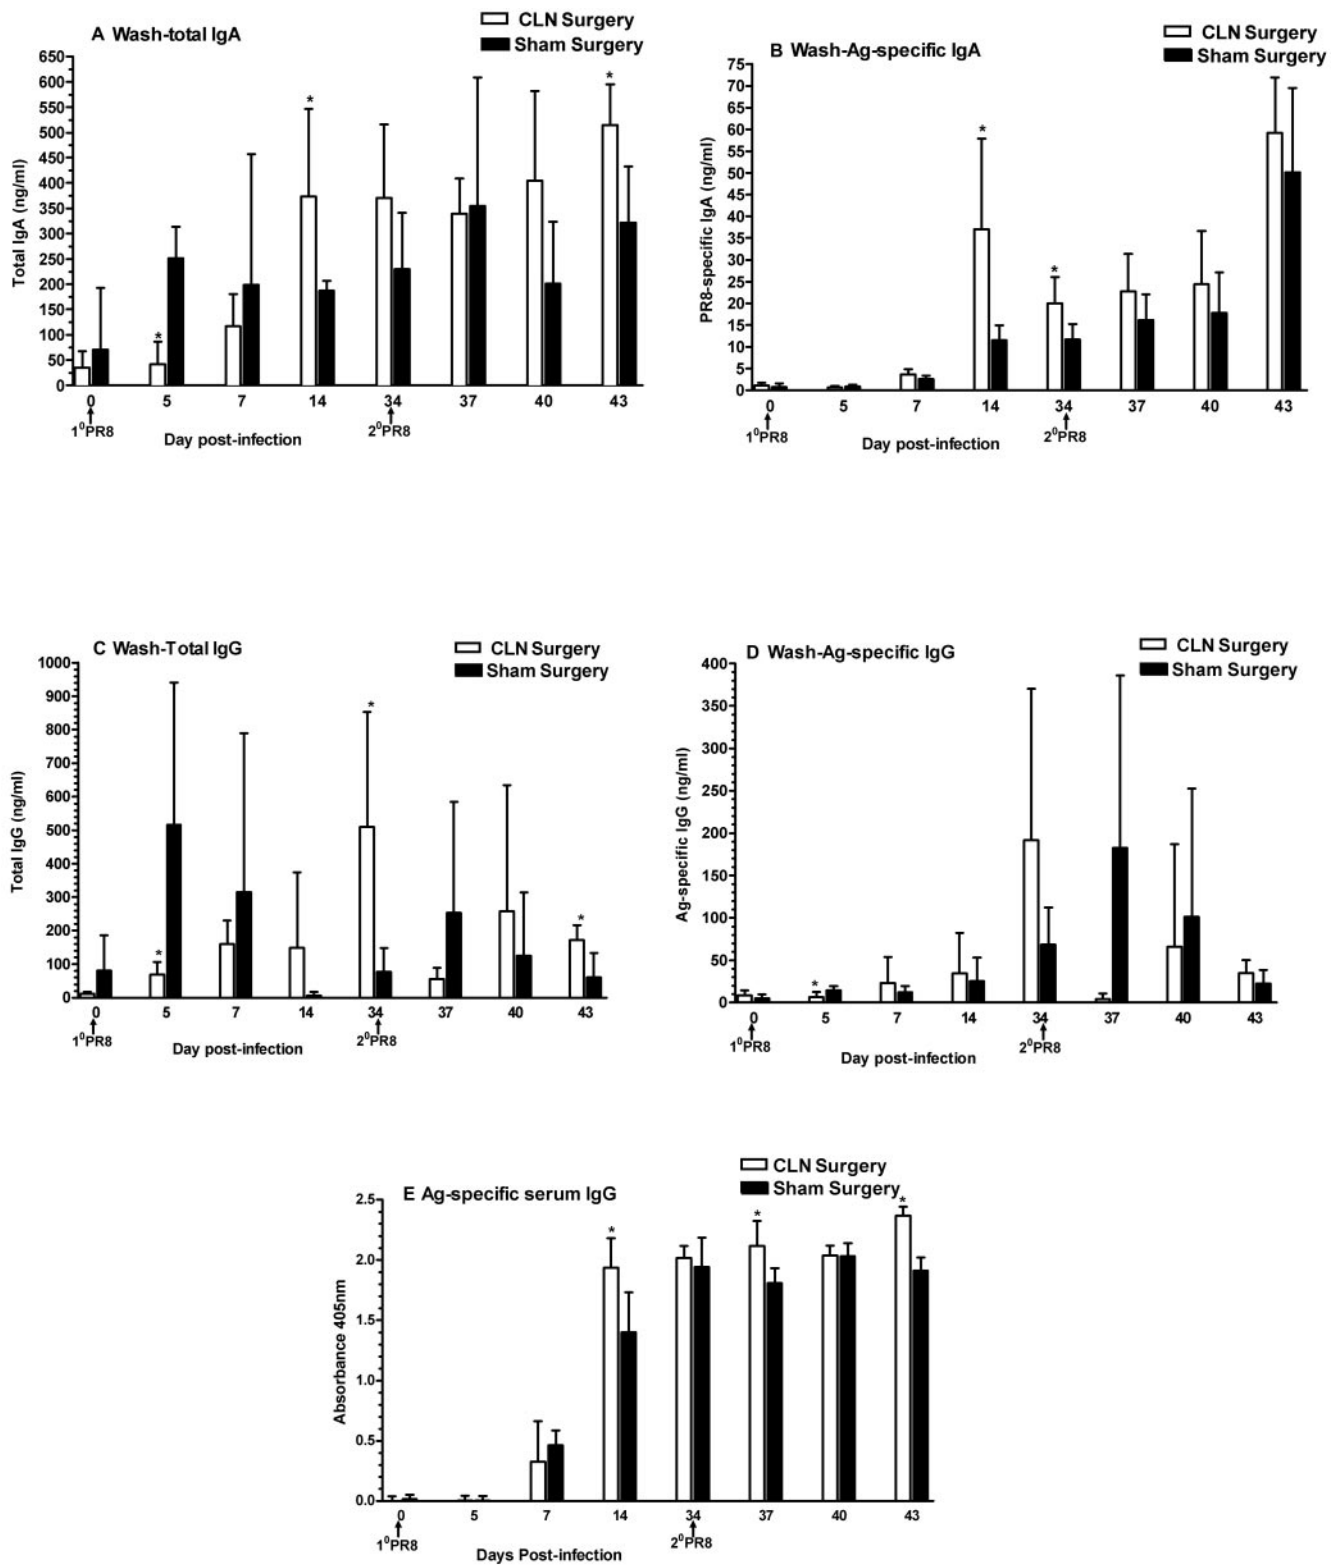 A Wash-total IgA
CLN Surgery
Sham Surgery
650
600
550
500
450
400
350
300
250
200
150
100
50
0
Total IgA (ng/ml)
*
*
*
0 5 7 14 34 37 40 43
1⁰PR8 2⁰PR8
Day post-infection
B Wash-Ag-specific IgA
CLN Surgery
Sham Surgery
75
70
65
60
55
50
45
40
35
30
25
20
15
10
5
0
PR8-specific IgA (ng/ml)
*
*
0 5 7 14 34 37 40 43
1⁰PR8 2⁰PR8
Day post-infection
C Wash-Total IgG
CLN Surgery
Sham Surgery
1000
900
800
700
600
500
400
300
200
100
0
Total IgG (ng/ml)
*
*
*
0 5 7 14 34 37 40 43
1⁰PR8 2⁰PR8
Day post-infection
D Wash-Ag-specific IgG
CLN Surgery
Sham Surgery
400
350
300
250
200
150
100
50
0
Ag-specific IgG (ng/ml)
*
0 5 7 14 34 37 40 43
1⁰PR8 2⁰PR8
Day post-infection
E Ag-specific serum IgG
CLN Surgery
Sham Surgery
2.5
2.0
1.5
1.0
0.5
0.0
Absorbance 405nm
*
*
*
0 5 7 14 34 37 40 43
1⁰PR8 2⁰PR8
Days Post-infection